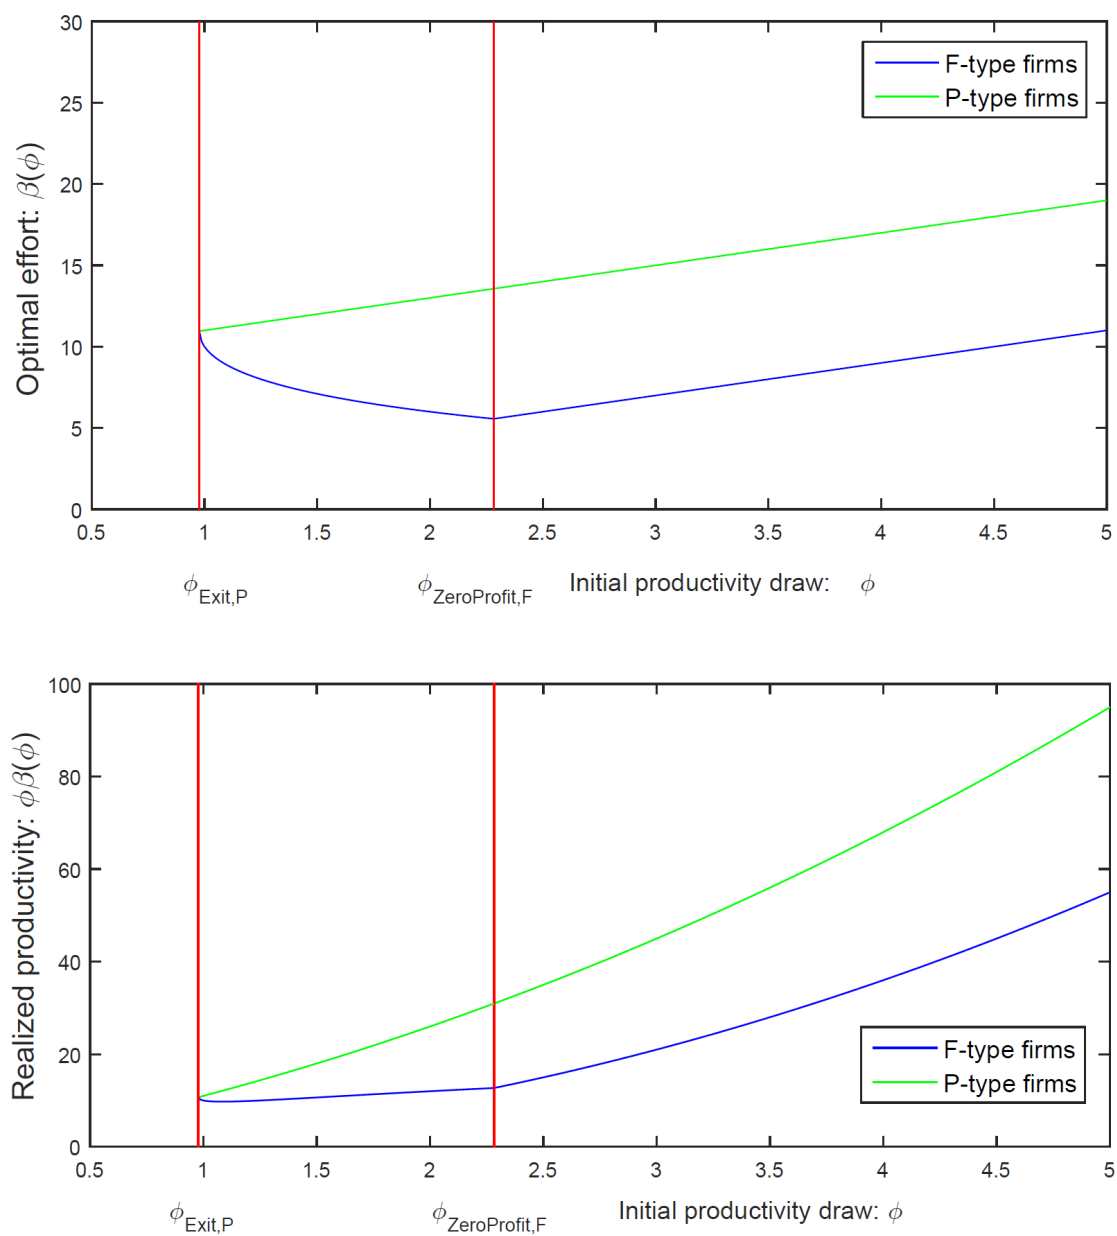 30
25
20
15
10
5
0
Optimal effort: β(ϕ)
F-type firms
P-type firms
0.5 1 1.5 2 2.5 3 3.5 4 4.5 5
ϕExit,P ϕZeroProfit,F Initial productivity draw: ϕ
100
80
60
40
20
0
Realized productivity: ϕβ(ϕ)
F-type firms
P-type firms
0.5 1 1.5 2 2.5 3 3.5 4 4.5 5
ϕExit,P ϕZeroProfit,F Initial productivity draw: ϕ